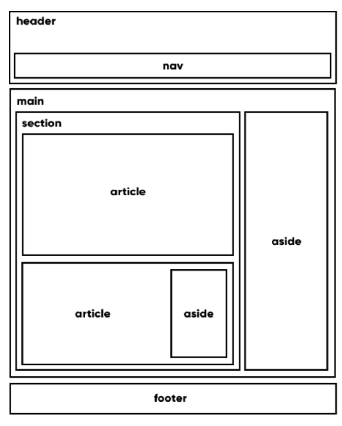 header
nav
main
section
article
aside
article
aside
footer